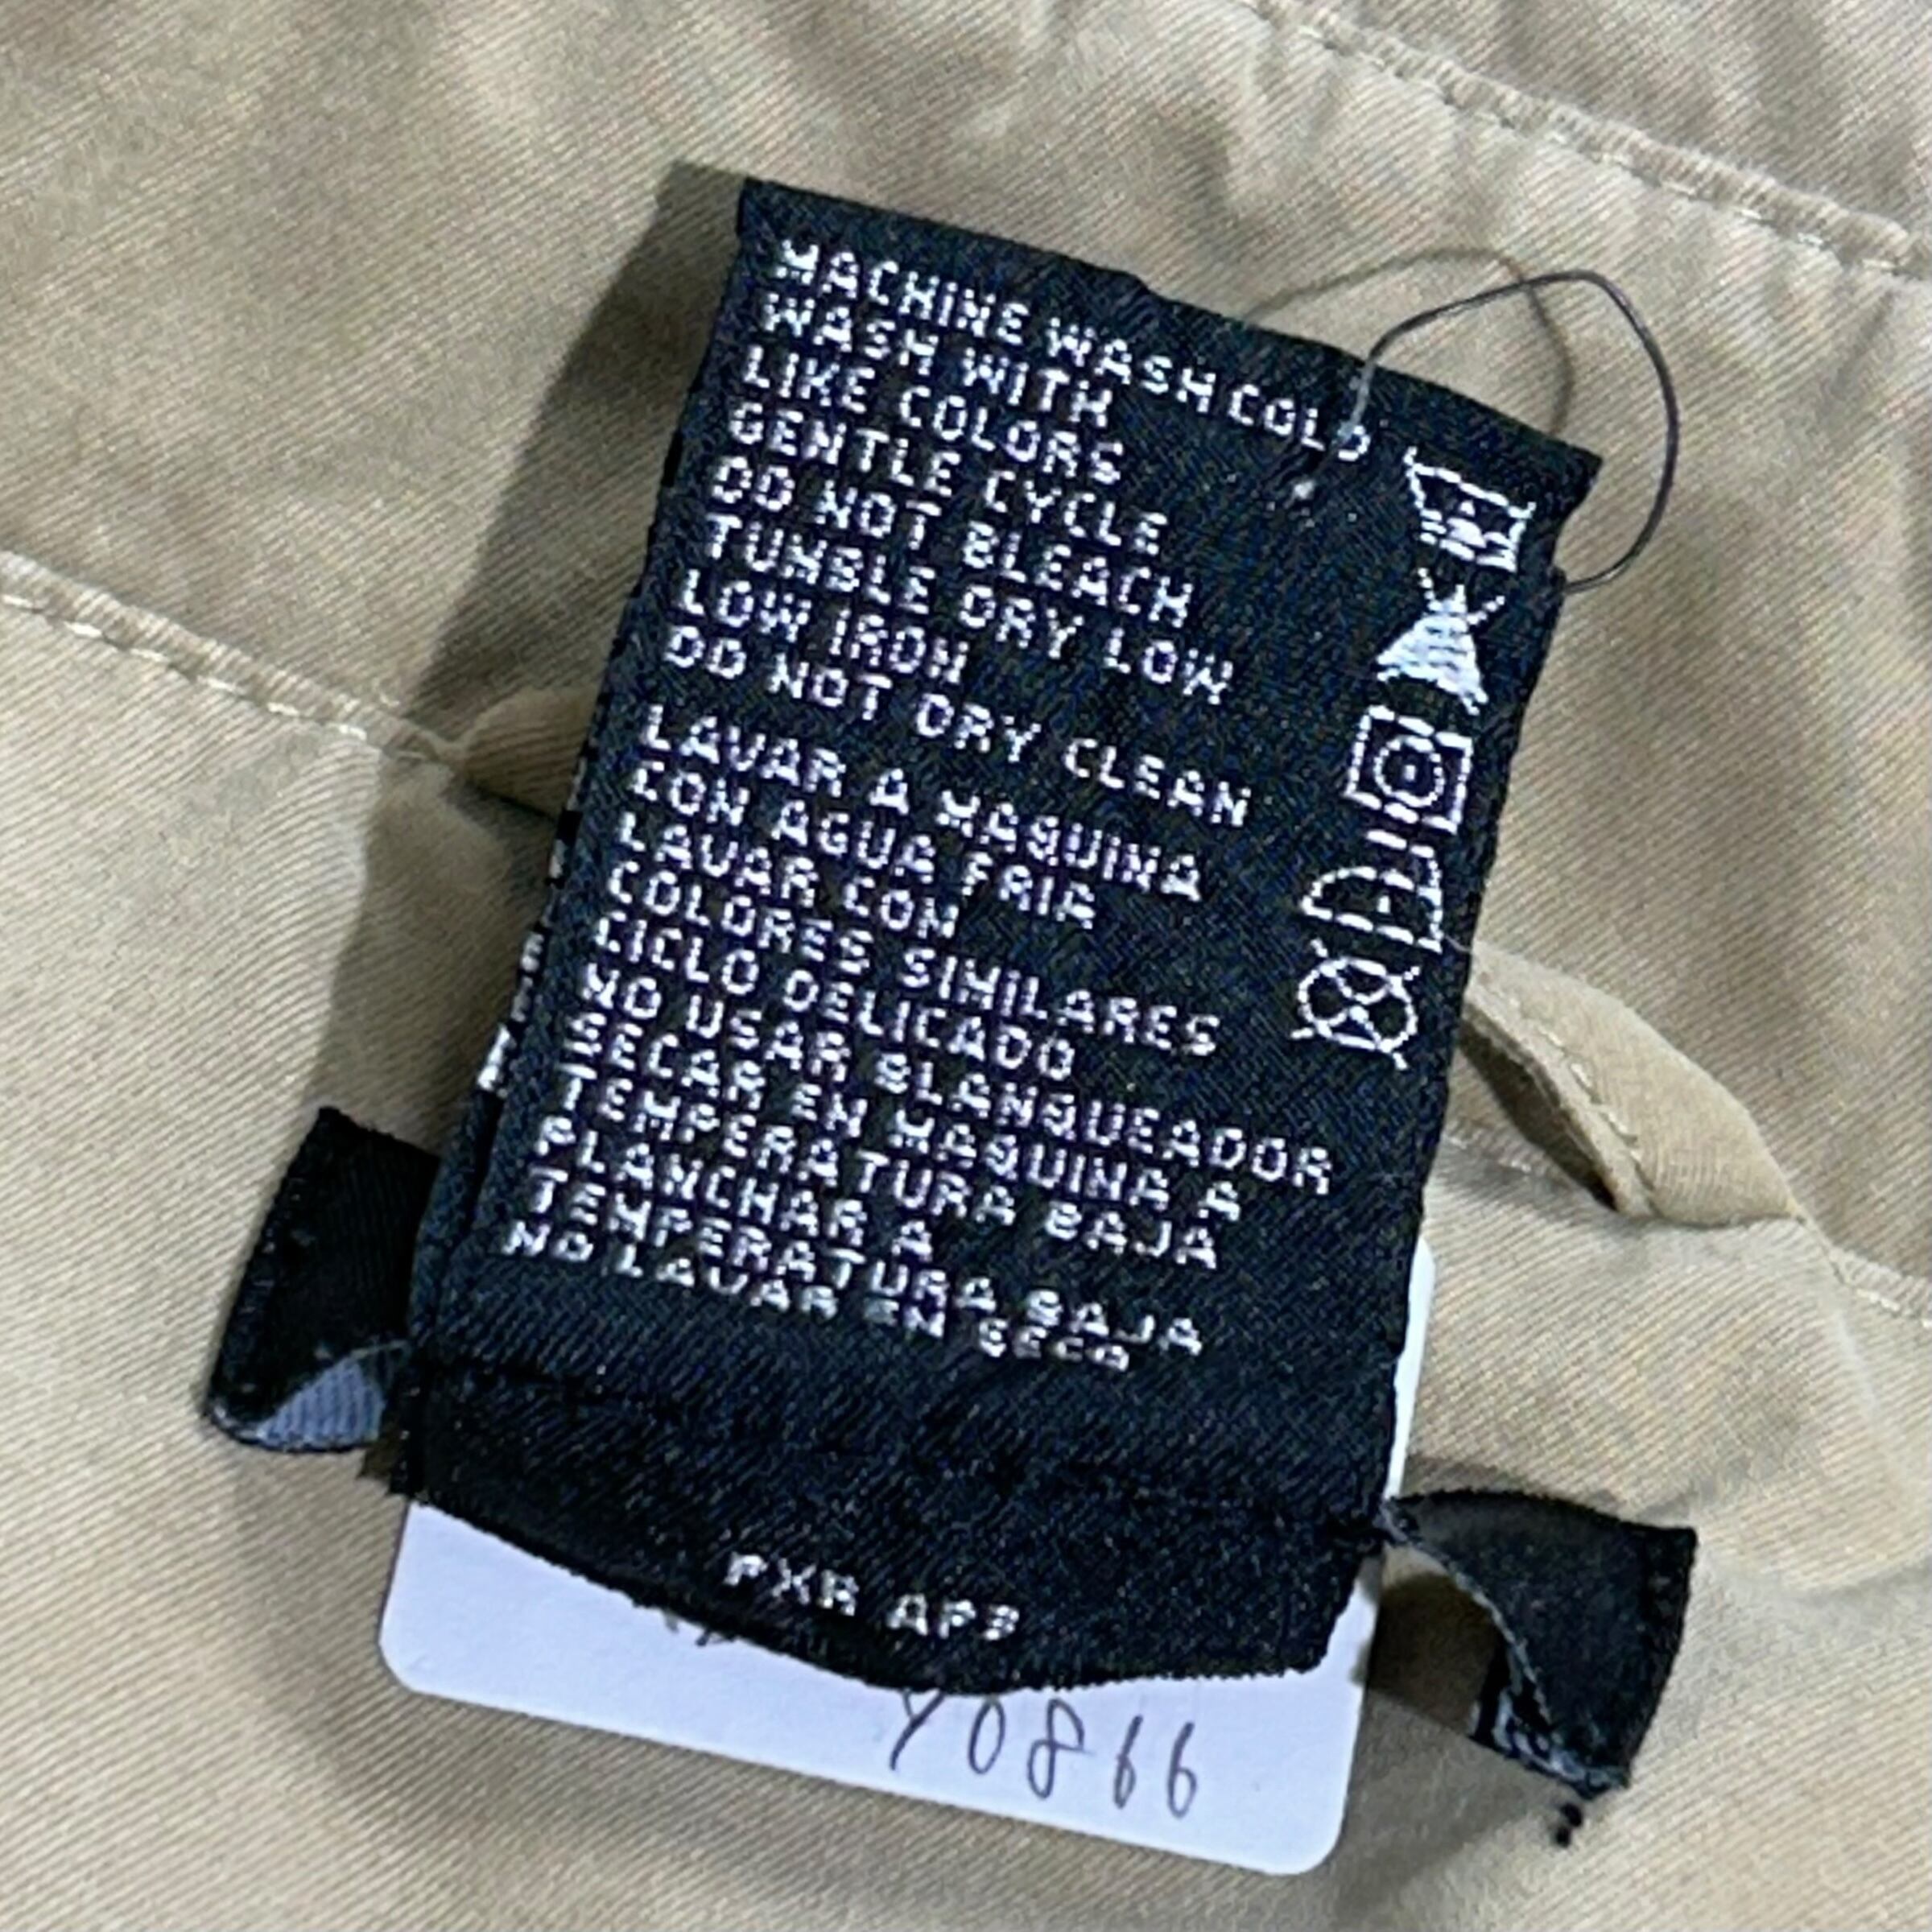 MACHINE WASH COLD
WASH WITH
LIKE COLORS
GENTLE CYCLE
DO NOT BLEACH
TUMBLE DRY LOW
LOW IRON
DO NOT DRY CLEAN
LAVAR A MAQUINA
CON AGUA FRIA
LAVAR CON
COLORES SIMILARES
CICLO DELICADO
NO USAR BLANQUEADOR
SECAR EN MAQUINA A
TEMPERATURA BAJA
PLANCHAR A
TEMPERATURA BAJA
NO LAVAR EN SECO
PXR AP3
Y0866